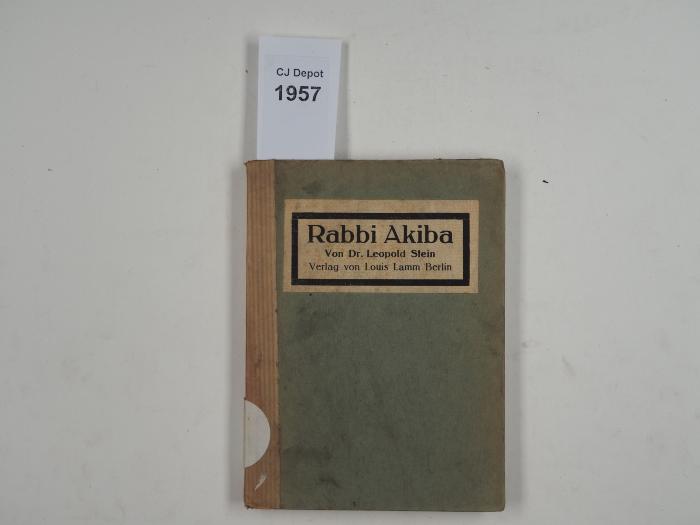 CJ Depot
1957
Rabbi Akiba
Von Dr. Leopold Stein
Verlag von Louis Lamm Berlin